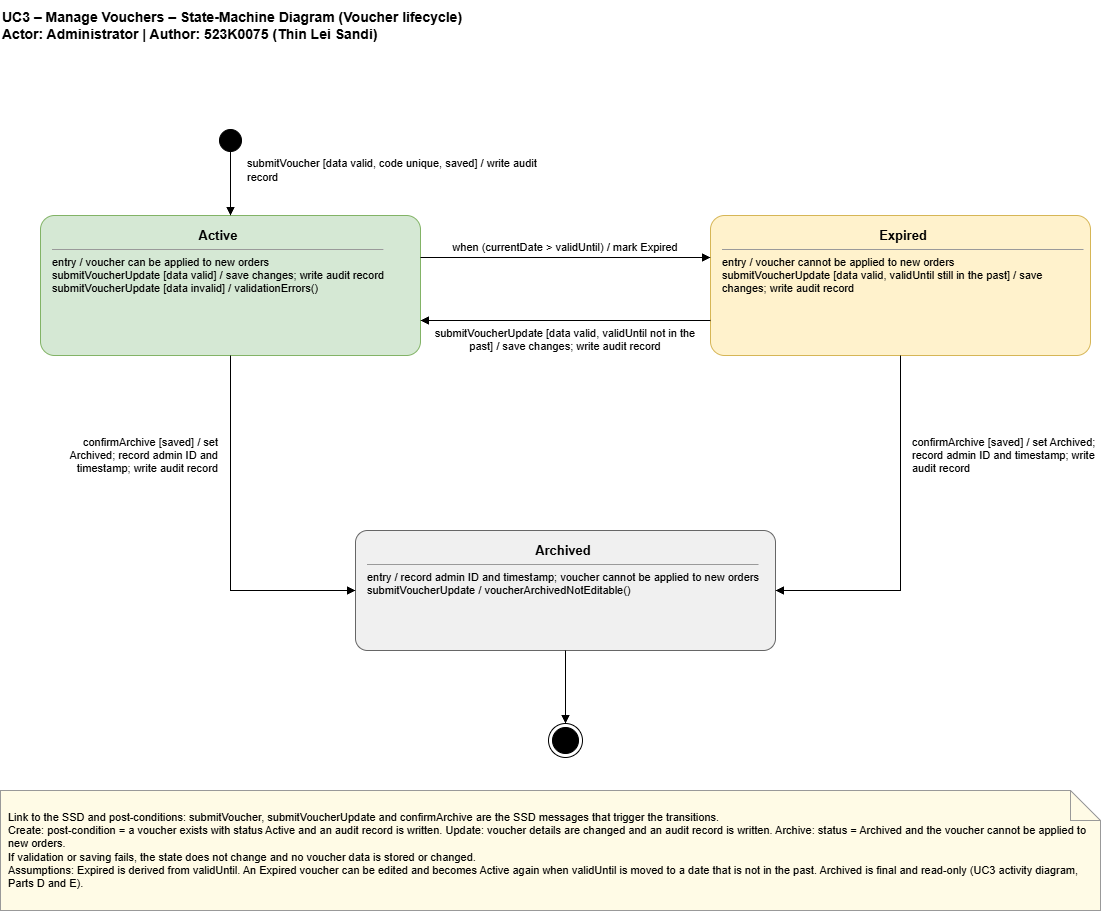 UC3 – Manage Vouchers – State-Machine Diagram (Voucher lifecycle)
Actor: Administrator | Author: 523K0075 (Thin Lei Sandi)
submitVoucher [data valid, code unique, saved] / write audit
record
Active
entry / voucher can be applied to new orders
submitVoucherUpdate [data valid] / save changes; write audit record
submitVoucherUpdate [data invalid] / validationErrors()
when (currentDate > validUntil) / mark Expired
Expired
entry / voucher cannot be applied to new orders
submitVoucherUpdate [data valid, validUntil still in the past] / save
changes; write audit record
submitVoucherUpdate [data valid, validUntil not in the
past] / save changes; write audit record
confirmArchive [saved] / set
Archived; record admin ID and
timestamp; write audit record
confirmArchive [saved] / set Archived;
record admin ID and timestamp; write
audit record
Archived
entry / record admin ID and timestamp; voucher cannot be applied to new orders
submitVoucherUpdate / voucherArchivedNotEditable()
Link to the SSD and post-conditions: submitVoucher, submitVoucherUpdate and confirmArchive are the SSD messages that trigger the transitions.
Create: post-condition = a voucher exists with status Active and an audit record is written. Update: voucher details are changed and an audit record is written. Archive: status = Archived and the voucher cannot be applied to
new orders.
If validation or saving fails, the state does not change and no voucher data is stored or changed.
Assumptions: Expired is derived from validUntil. An Expired voucher can be edited and becomes Active again when validUntil is moved to a date that is not in the past. Archived is final and read-only (UC3 activity diagram,
Parts D and E).